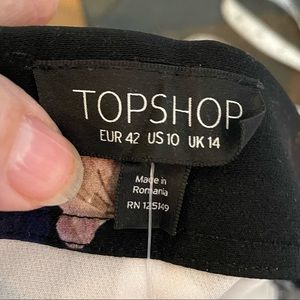 TOPSHOP
EUR 42 US 10 UK 14
Made in
Romania
RN 125149